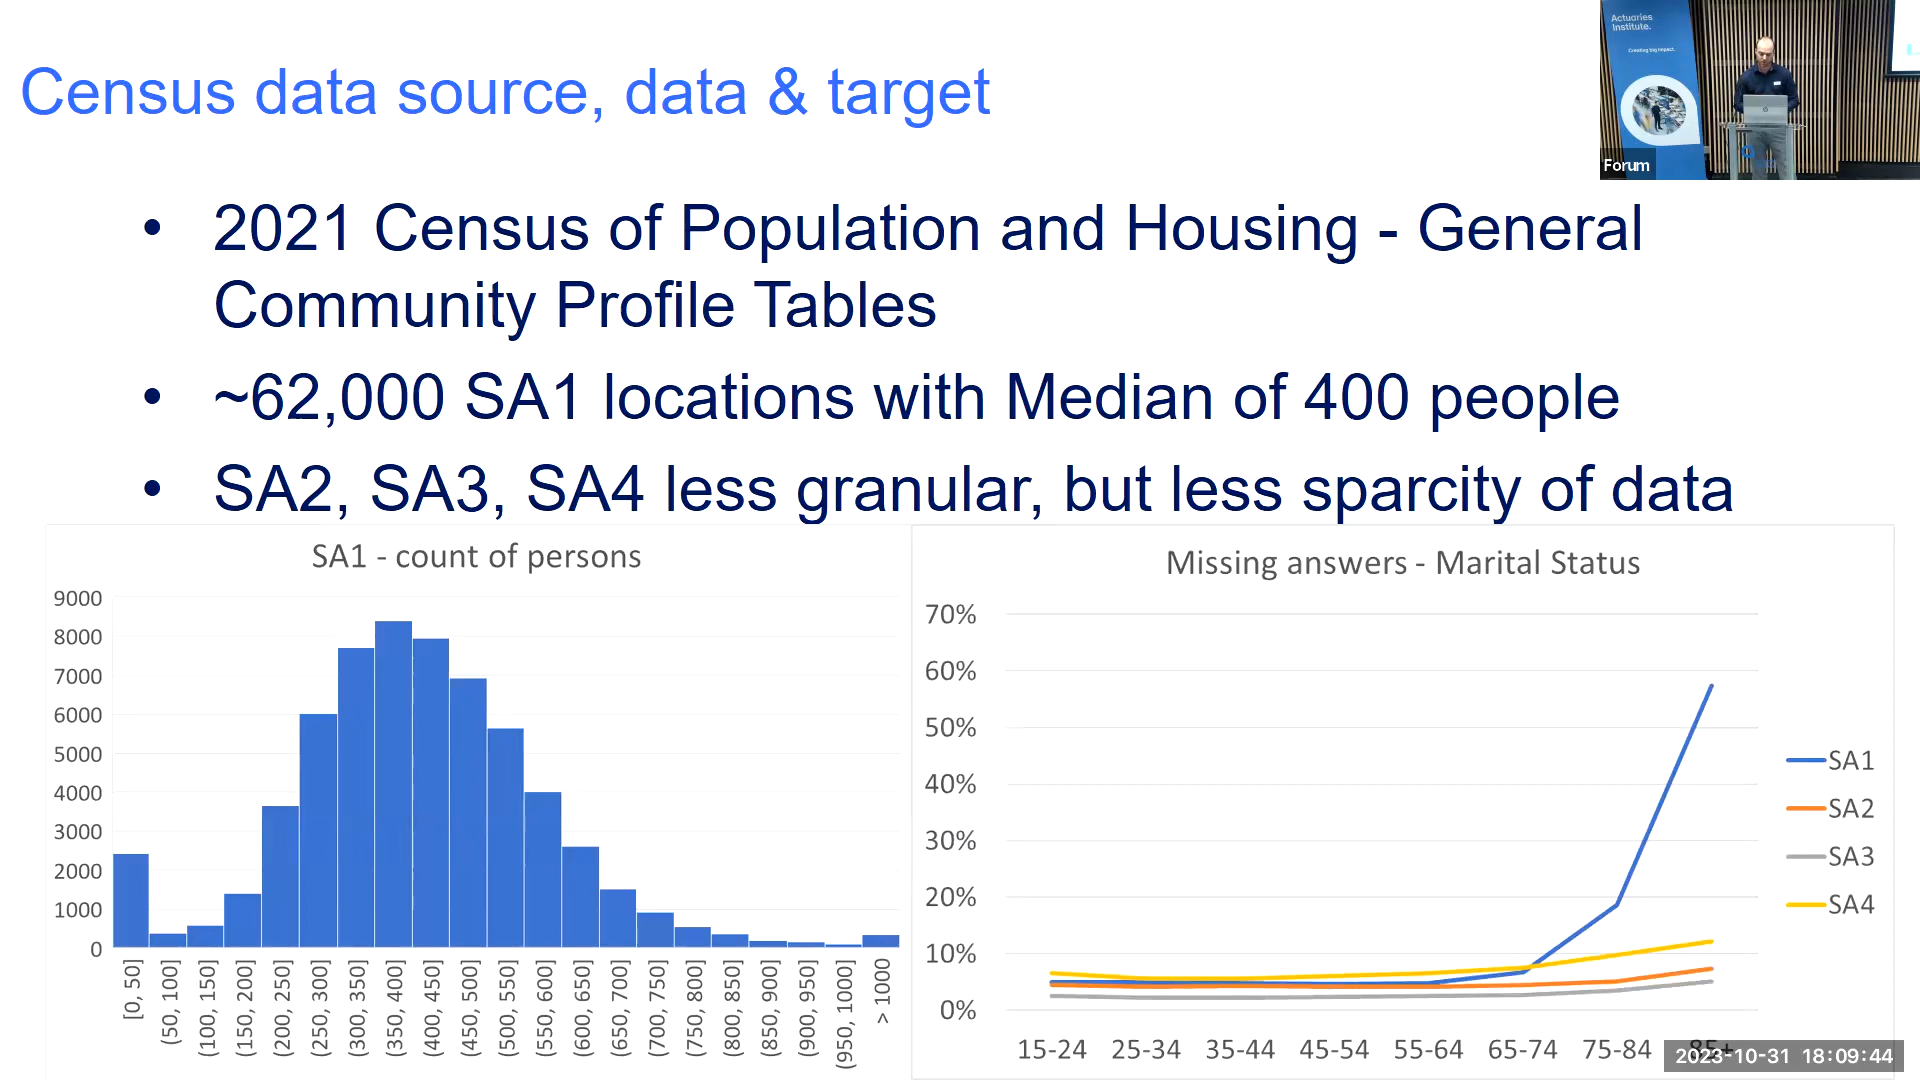 Census data source, data & target
Actuaries
Institute.
Creating big impact.
Forum
• 2021 Census of Population and Housing - General
Community Profile Tables
• ~62,000 SA1 locations with Median of 400 people
• SA2, SA3, SA4 less granular, but less sparcity of data
SA1 - count of persons
9000
8000
7000
6000
5000
4000
3000
2000
1000
0
[0, 50]
(50, 100]
(100, 150]
(150, 200]
(200, 250]
(250, 300]
(300, 350]
(350, 400]
(400, 450]
(450, 500]
(500, 550]
(550, 600]
(600, 650]
(650, 700]
(700, 750]
(750, 800]
(800, 850]
(850, 900]
(900, 950]
(950, 1000]
> 1000
Missing answers - Marital Status
70%
60%
50%
40%
30%
20%
10%
0%
15-24 25-34 35-44 45-54 55-64 65-74 75-84 85+
SA1
SA2
SA3
SA4
2023-10-31 18:09:44